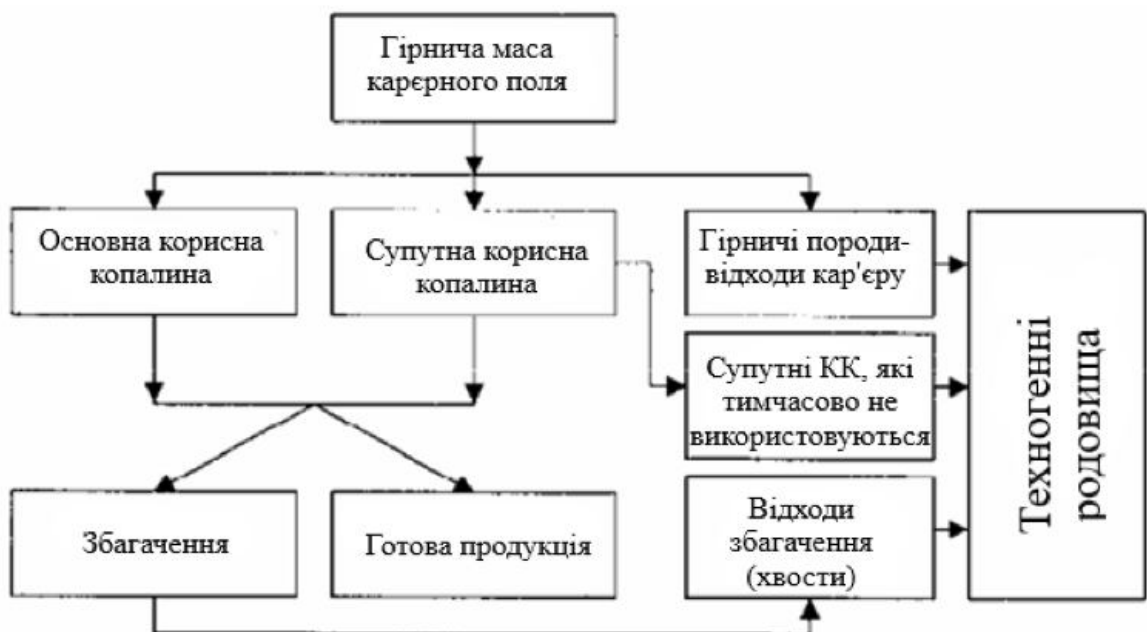 Гірнича маса
карєрного поля
Основна корисна
копалина
Супутна корисна
копалина
Гірничі породи-
відходи кар'єру
Супутні КК, які
тимчасово не
використовуються
Техногенні
родовища
Збагачення
Готова продукція
Відходи
збагачення
(хвости)